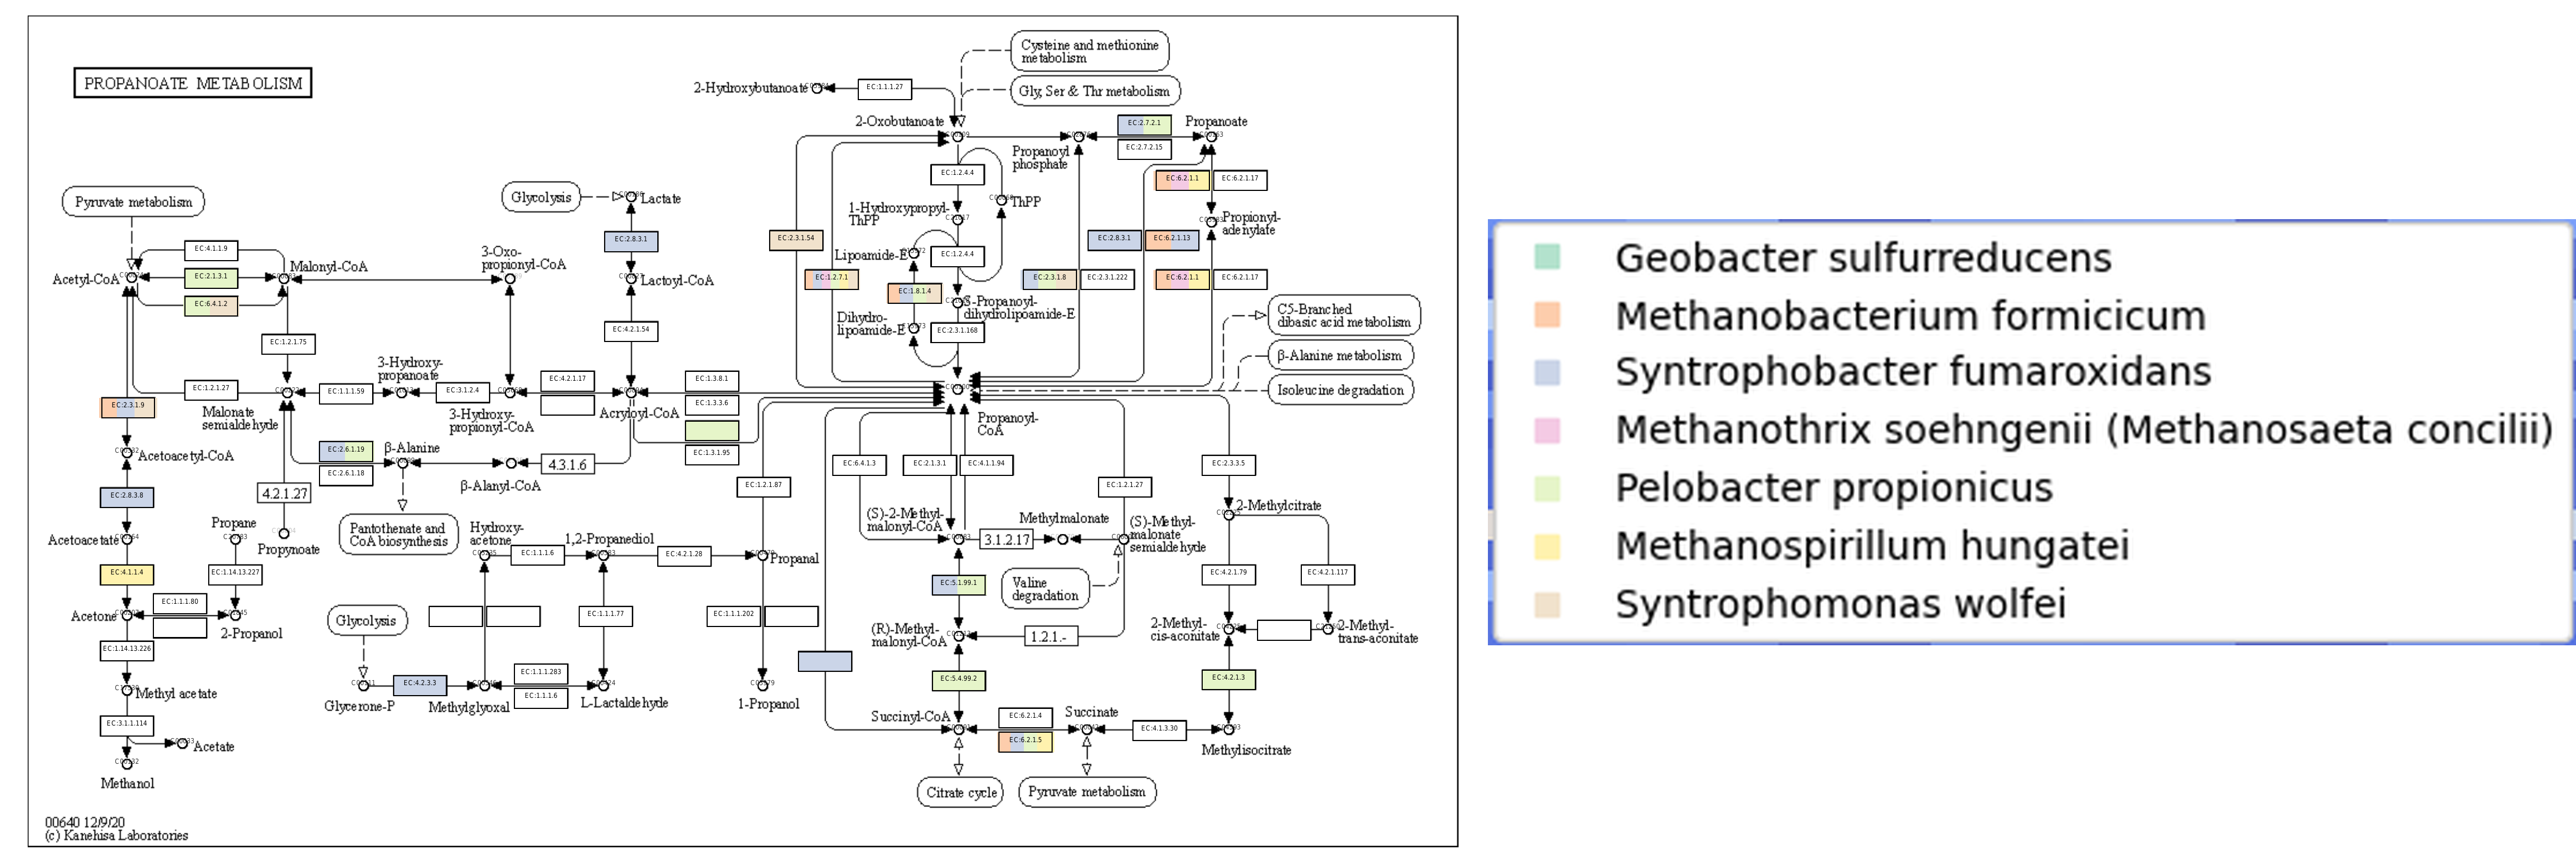 PROPANOATE METABOLISM
Cysteine and methionine
metabolism
Gly, Ser & Thr metabolism
2-Hydroxybutanoate
EC:1.1.1.27
2-Oxobutanoate
Propanoyl
phosphate
EC:2.7.2.1
EC:2.7.2.15
Propanoate
EC:1.2.4.4
EC:6.2.1.1
EC:6.2.1.17
ThPP
1-Hydroxypropyl-
ThPP
Propionyl-
adenylate
Pyruvate metabolism
Glycolysis
Lactate
EC:2.8.3.1
Lactoyl-CoA
EC:4.2.1.54
EC:2.3.1.54
Lipoamide-E
EC:1.2.4.4
EC:2.8.3.1
EC:6.2.1.13
EC:1.2.7.1
EC:1.8.1.4
EC:2.3.1.8
EC:2.3.1.222
EC:6.2.1.1
EC:6.2.1.17
S-Propanoyl-
dihydrolipoamide-E
Dihydro-
lipoamide-E
EC:2.3.1.168
EC:4.1.1.9
Acetyl-CoA
EC:2.1.3.1
Malonyl-CoA
EC:6.4.1.2
3-Oxo-
propionyl-CoA
C5-Branched
dibasic acid metabolism
β-Alanine metabolism
Isoleucine degradation
EC:1.2.1.75
3-Hydroxy-
propanoate
EC:1.2.1.27
EC:1.1.1.59
EC:3.1.2.4
EC:4.2.1.17
EC:1.3.8.1
EC:1.3.3.6
EC:1.3.1.95
EC:2.3.1.9
Malonate
semialdehyde
3-Hydroxy-
propionyl-CoA
Acryloyl-CoA
Propanoyl-
CoA
Acetoacetyl-CoA
EC:2.6.1.19
EC:2.6.1.18
β-Alanine
4.3.1.6
β-Alanyl-CoA
EC:2.8.3.8
4.2.1.27
Propynoate
Pantothenate and
CoA biosynthesis
EC:1.2.1.87
EC:6.4.1.3
EC:2.1.3.1
EC:4.1.1.94
EC:1.2.1.27
EC:2.3.3.5
2-Methylcitrate
Acetoacetate
Propane
EC:1.14.13.227
EC:4.1.1.4
Acetone
EC:1.1.1.80
2-Propanol
Hydroxy-
acetone
EC:1.1.1.6
1,2-Propanediol
EC:4.2.1.28
Propanal
(S)-2-Methyl-
malonyl-CoA
3.1.2.17
Methylmalonate
(S)-Methyl-
malonate
semialdehyde
Valine
degradation
EC:5.1.99.1
EC:4.2.1.79
EC:4.2.1.117
EC:1.14.13.226
Glycolysis
EC:1.1.1.77
EC:1.1.1.202
(R)-Methyl-
malonyl-CoA
1.2.1.-
2-Methyl-
cis-aconitate
2-Methyl-
trans-aconitate
Methyl acetate
EC:3.1.1.114
Acetate
Methanol
Glycerone-P
EC:4.2.3.3
Methylglyoxal
EC:1.1.1.283
EC:1.1.1.6
L-Lactaldehyde
1-Propanol
EC:5.4.99.2
EC:4.2.1.3
Succinyl-CoA
EC:6.2.1.4
EC:6.2.1.5
Succinate
EC:4.1.3.30
Methylisocitrate
Citrate cycle
Pyruvate metabolism
00640 12/9/20
(c) Kanehisa Laboratories
Geobacter sulfurreducens
Methanobacterium formicicum
Syntrophobacter fumaroxidans
Methanothrix soehngenii (Methanosaeta concilii)
Pelobacter propionicus
Methanospirillum hungatei
Syntrophomonas wolfei